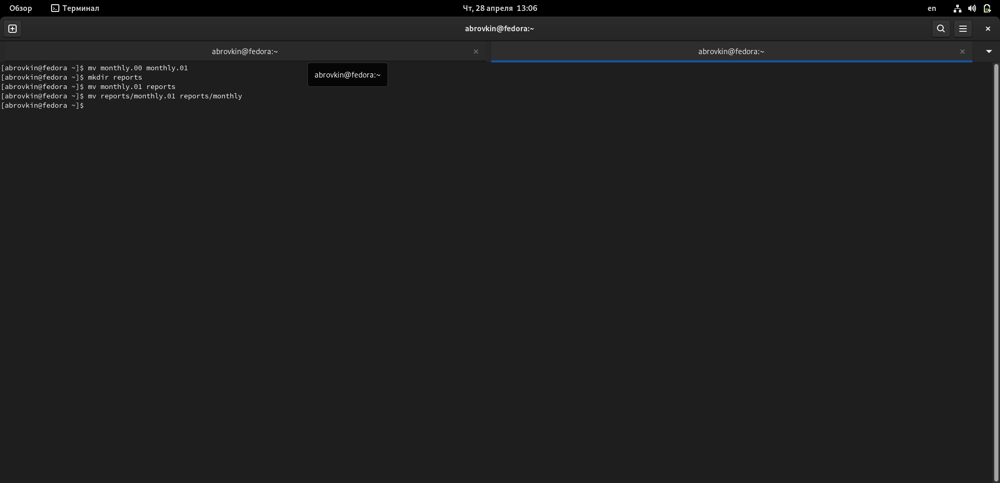 Обзор Терминал Чт, 28 апреля 13:06 en
abrovkin@fedora:~
abrovkin@fedora:~ abrovkin@fedora:~
[abrovkin@fedora ~]$ mv monthly.00 monthly.01
[abrovkin@fedora ~]$ mkdir reports
abrovkin@fedora:~
[abrovkin@fedora ~]$ mv monthly.01 reports
[abrovkin@fedora ~]$ mv reports/monthly.01 reports/monthly
[abrovkin@fedora ~]$